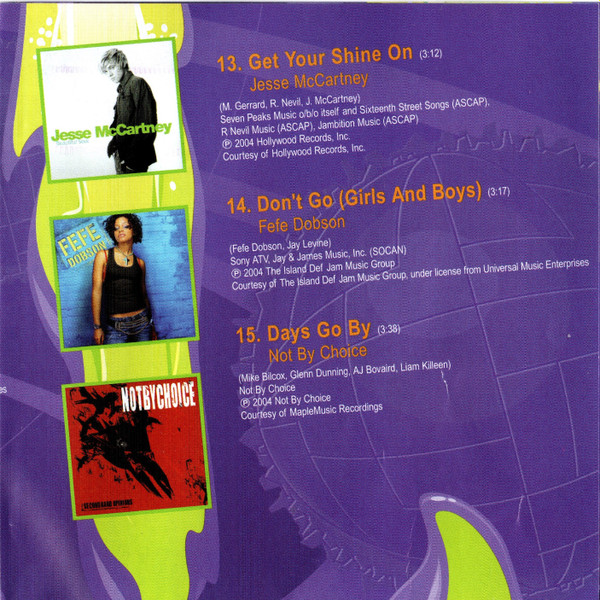 13. Get Your Shine On (3:12)
Jesse McCartney
(M. Gerrard, R. Nevil, J. McCartney)
Seven Peaks Music o/b/o itself and Sixteenth Street Songs (ASCAP),
R Nevil Music (ASCAP), Jambition Music (ASCAP)
℗ 2004 Hollywood Records, Inc.
Courtesy of Hollywood Records, Inc.
Jesse McCartney
14. Don't Go (Girls And Boys) (3:17)
Fefe Dobson
(Fefe Dobson, Jay Levine)
Sony ATV, Jay & James Music, Inc. (SOCAN)
℗ 2004 The Island Def Jam Music Group
Courtesy of The Island Def Jam Music Group, under license from Universal Music Enterprises
FEFE
DOBSON
15. Days Go By (3:38)
Not By Choice
(Mike Bilcox, Glenn Dunning, AJ Bovaird, Liam Killeen)
Not By Choice
℗ 2004 Not By Choice
Courtesy of MapleMusic Recordings
NOTBYCHOICE
SECONDHAND OPINIONS
es